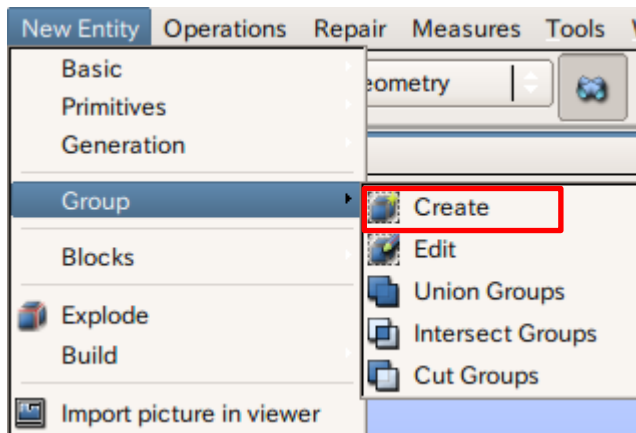 New Entity Operations Repair Measures Tools
Basic
eometry
Primitives
Generation
Group
Create
Edit
Blocks
Union Groups
Explode
Intersect Groups
Build
Cut Groups
Import picture in viewer